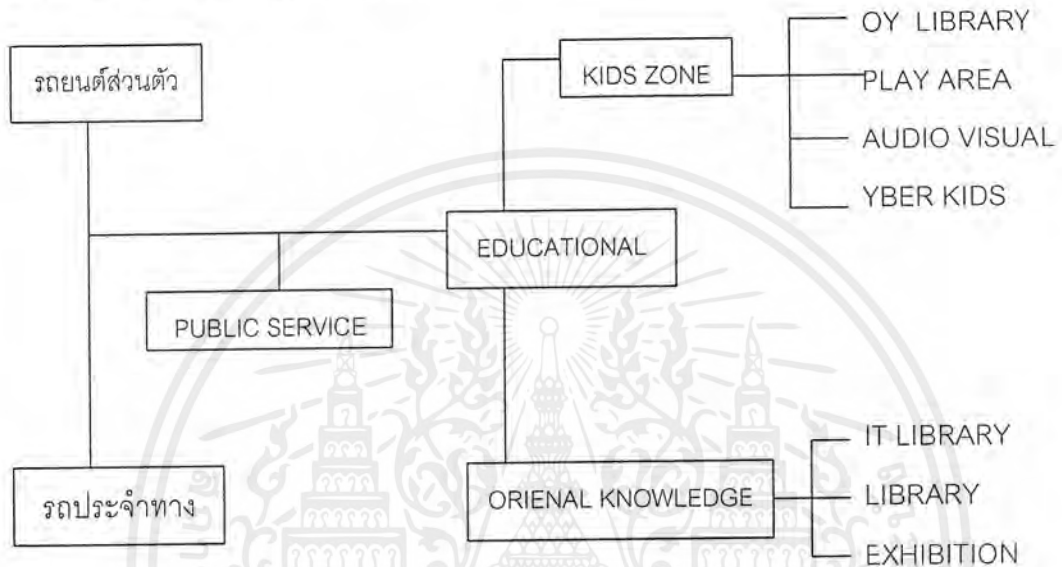 รถยนต์ส่วนตัว
KIDS ZONE
OY LIBRARY
PLAY AREA
AUDIO VISUAL
YBER KIDS
EDUCATIONAL
PUBLIC SERVICE
รถประจำทาง
ORIENAL KNOWLEDGE
IT LIBRARY
LIBRARY
EXHIBITION